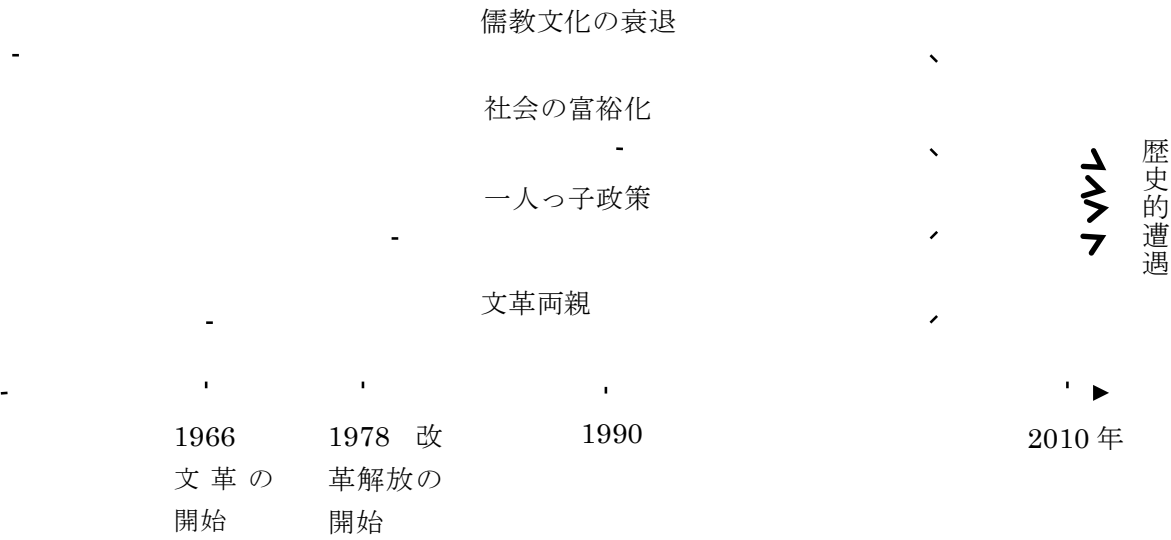 儒教文化の衰退
社会の富裕化
一人っ子政策
文革両親
歴史的遭遇
1966
文革の
開始
1978 改
革解放の
開始
1990
2010 年